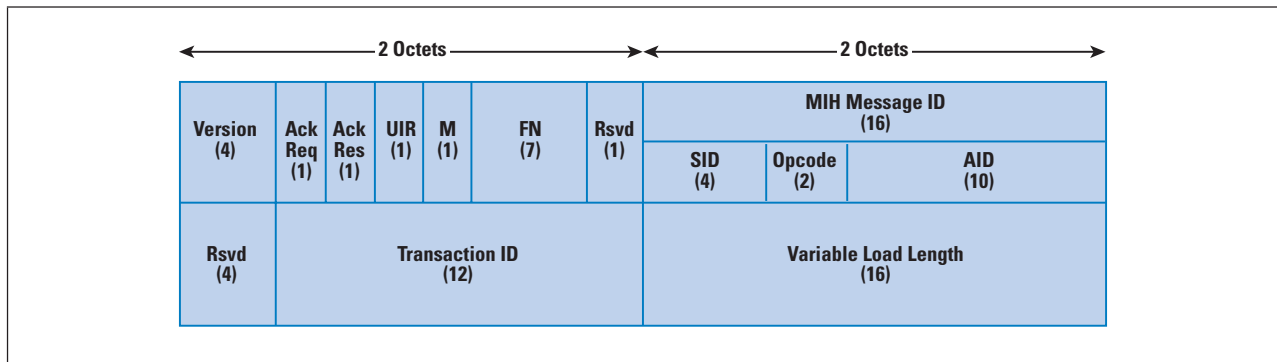 2 Octets 2 Octets
Version
(4)
Ack
Req
(1)
Ack
Res
(1)
UIR
(1)
M
(1)
FN
(7)
Rsvd
(1)
MIH Message ID
(16)
SID
(4)
Opcode
(2)
AID
(10)
Rsvd
(4)
Transaction ID
(12)
Variable Load Length
(16)